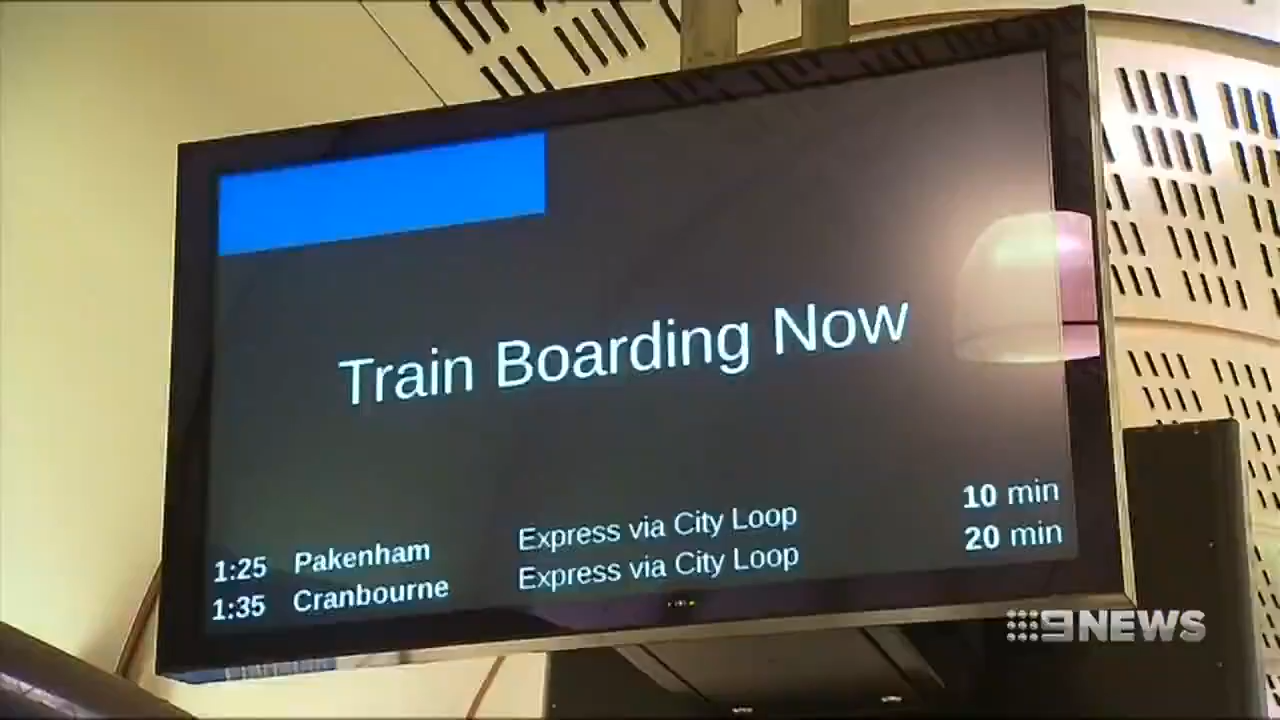 Train Boarding Now
1:25 Pakenham Express via City Loop 10 min
1:35 Cranbourne Express via City Loop 20 min
9NEWS